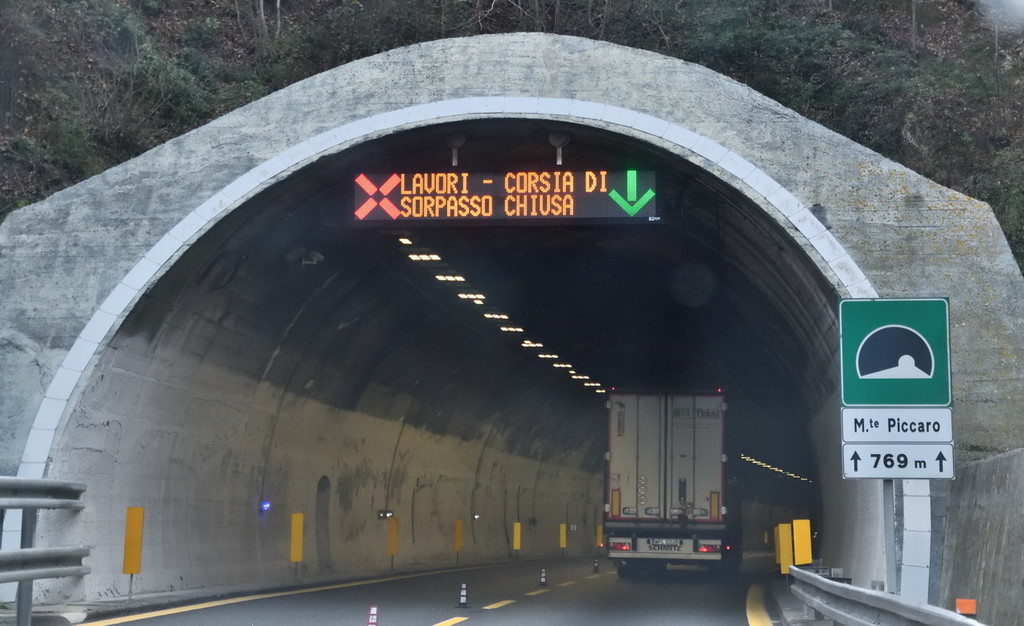 LAVORI - CORSIA DI
SORPASSO CHIUSA
M.te Piccaro
769 m
SCHMITZ